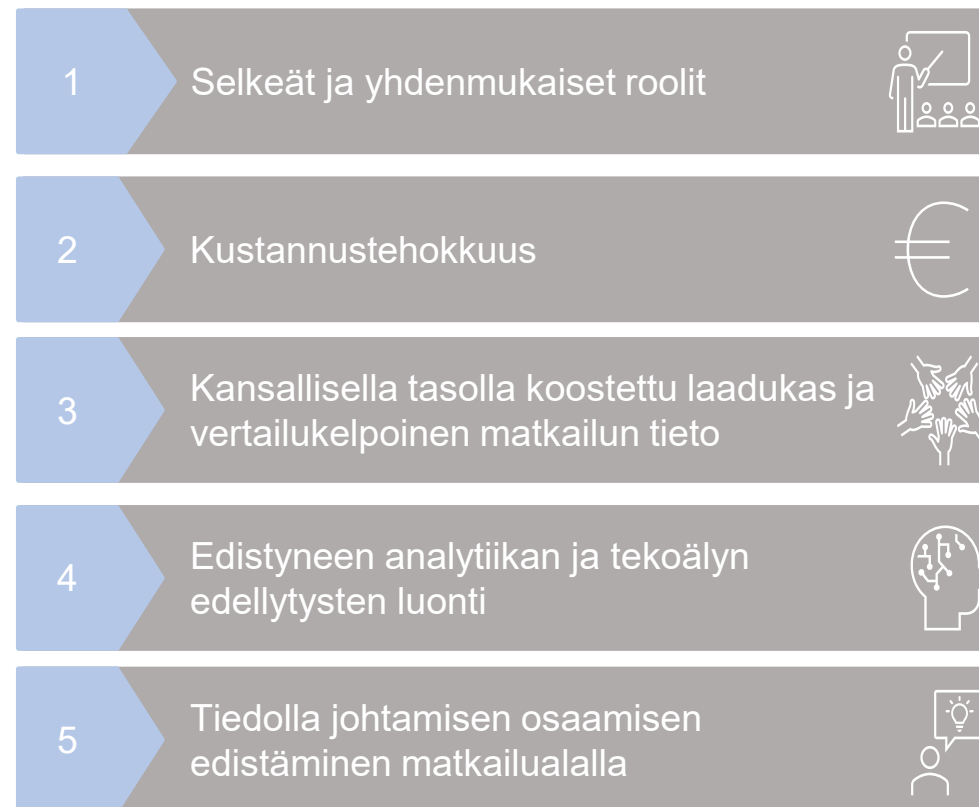 1
Selkeät ja yhdenmukaiset roolit
2
Kustannustehokkuus
3
Kansallisella tasolla koostettu laadukas ja
vertailukelpoinen matkailun tieto
4
Edistyneen analytiikan ja tekoälyn
edellytysten luonti
5
Tiedolla johtamisen osaamisen
edistäminen matkailualalla